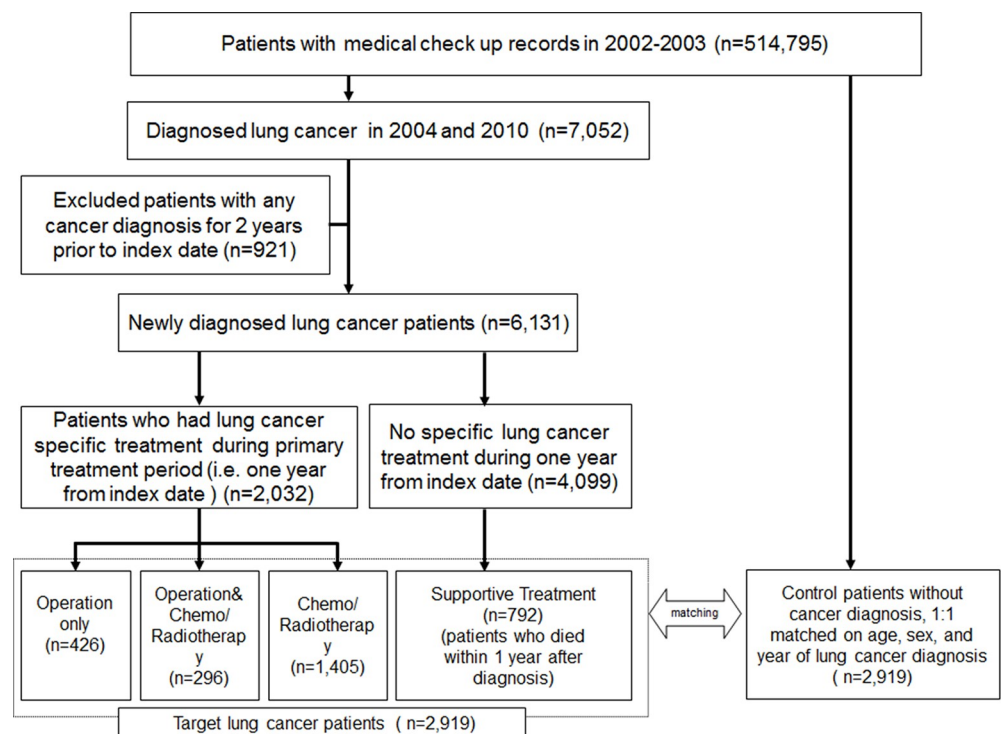 Patients with medical check up records in 2002-2003 (n=514,795)
Diagnosed lung cancer in 2004 and 2010 (n=7,052)
Excluded patients with any
cancer diagnosis for 2 years
prior to index date (n=921)
Newly diagnosed lung cancer patients (n=6,131)
Patients who had lung cancer
specific treatment during primary
treatment period (i.e. one year
from index date ) (n=2,032)
No specific lung cancer
treatment during one year
from index date (n=4,099)
Operation
only
(n=426)
Operation&
Chemo/
Radiotherap
y
(n=296)
Chemo/
Radiotherap
y
(n=1,405)
Supportive Treatment
(n=792)
(patients who died
within 1 year after
diagnosis)
matching
Control patients without
cancer diagnosis, 1:1
matched on age, sex, and
year of lung cancer diagnosis
( n=2,919)
Target lung cancer patients ( n=2,919)